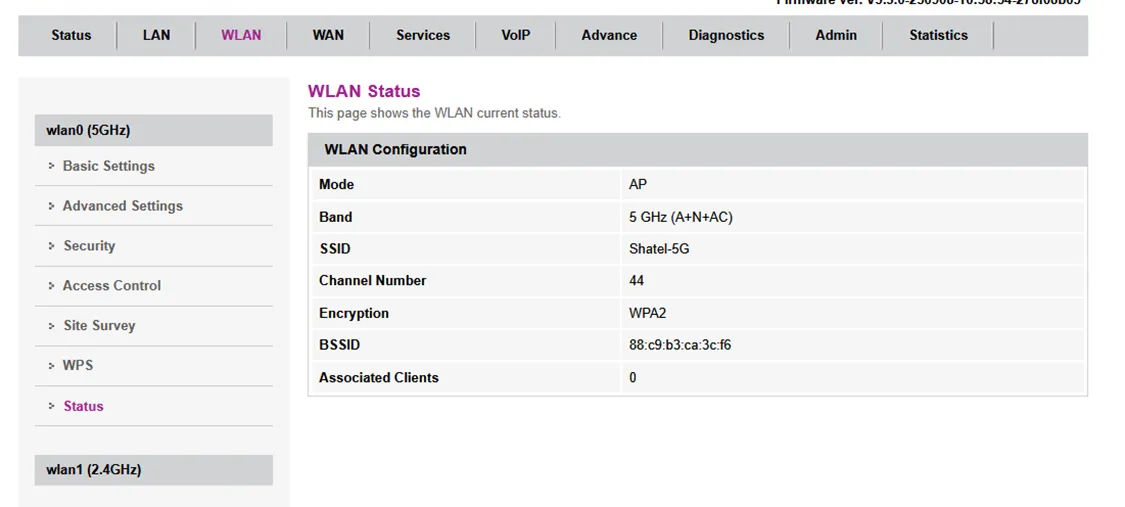 Status LAN WLAN WAN Services VoIP Advance Diagnostics Admin Statistics
wlan0 (5GHz)
Basic Settings
Advanced Settings
Security
Access Control
Site Survey
WPS
Status
wlan1 (2.4GHz)
WLAN Status
This page shows the WLAN current status.
WLAN Configuration
Mode AP
Band 5 GHz (A+N+AC)
SSID Shatel-5G
Channel Number 44
Encryption WPA2
BSSID 88:c9:b3:ca:3c:f6
Associated Clients 0